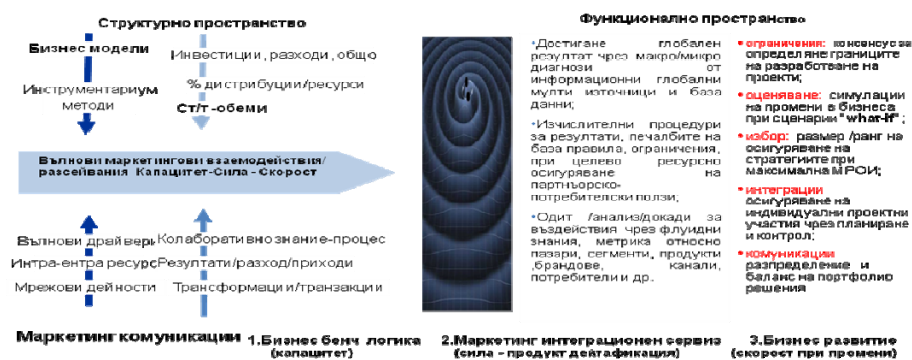 Структурно пространство
Бизнес модели
Инструментариум
методи
Инвестиции, разходи, общо
% дистрибуции/ресурси
Ст/т -обеми
Вълнови маркетингови взаимодействия/
разсейвания Капацитет-Сила - Скорост
Вълнови драйвери
Интра-ентра ресурс
Мрежови дейности
Колаборативно знание-процес
Резултати/разход/приходи
Трансформации/транзакции
Функционално пространство
•Достигане глобален
резултат чрез макро/микро
диагнози от
информационни глобални
мулти източници и база
данни;
•Изчислителни процедури
за резултати, печалбите на
база правила, ограничения,
при целево ресурсно
осигуряване на
партньорско-
потребителски ползи;
•Одит /анализ/докади за
въздействия чрез флуидни
знания, метрика относно
пазари, сегменти, продукти
,брандове, канали,
потребители и др.
•ограничения: консенсус за
определяне границите
на разработване на
проекти;
•оценяване: симулации
на промени в бизнеса
при сценарии "what-if" ;
•избор: размер /ранг на
осигуряване на
стратегиите при
максимална МРОИ;
•интеграции
осигуряване на
индивидуални проектни
участия чрез планиране
и контрол;
•комуникации
разпределение и
баланс на портфолио
решения
Маркетинг комуникации
1.Бизнес бенч логика
(капацитет)
2.Маркетинг интеграционен сервиз
(сила - продукт дейтафикация)
3.Бизнес развитие
(скорост при промени)